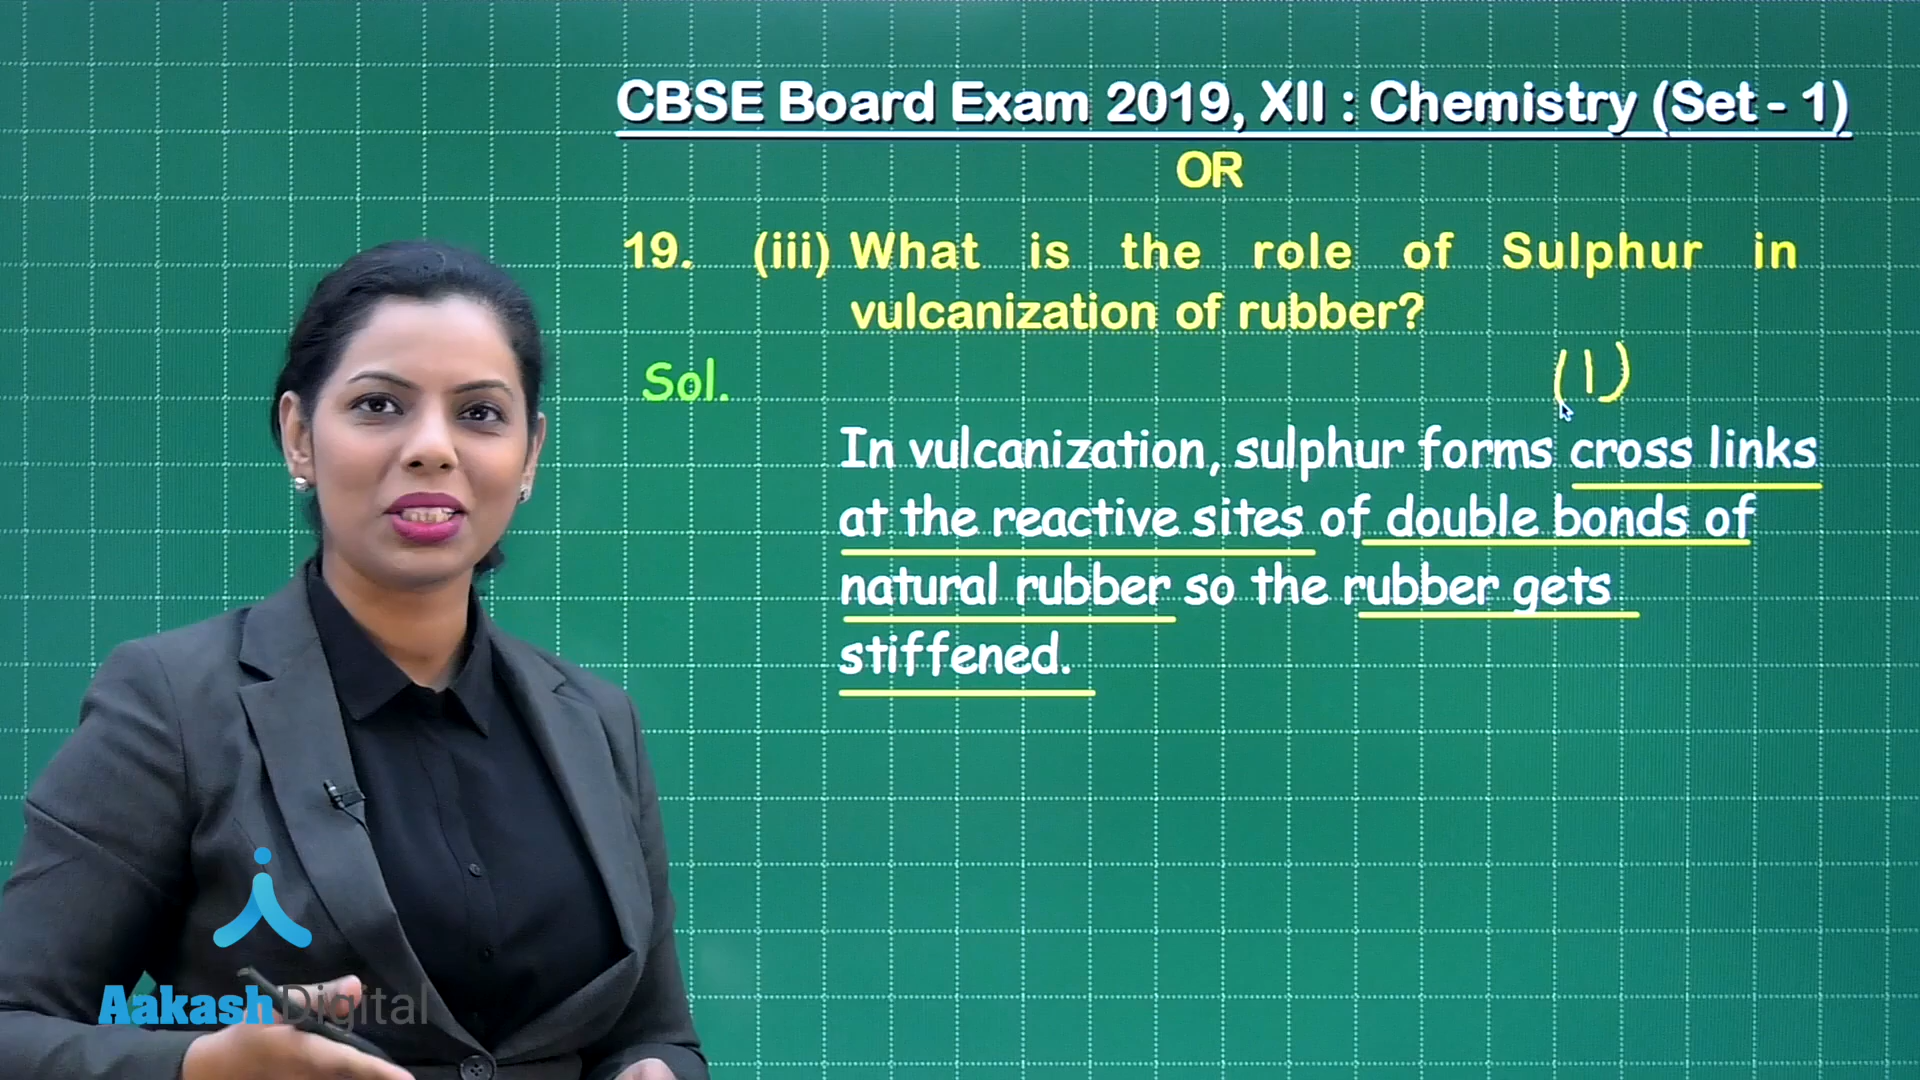 CBSE Board Exam 2019, XII : Chemistry (Set - 1)
OR
19. (iii) What is the role of Sulphur in
vulcanization of rubber?
(1)
Sol.
In vulcanization, sulphur forms cross links
at the reactive sites of double bonds of
natural rubber so the rubber gets
stiffened.
Aakash Digital